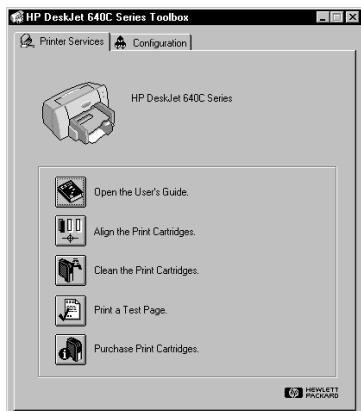 HP DeskJet 640C Series Toolbox
Printer Services Configuration
HP DeskJet 640C Series
Open the User's Guide.
Align the Print Cartridges.
Clean the Print Cartridges.
Print a Test Page.
Purchase Print Cartridges.
hp HEWLETT
PACKARD